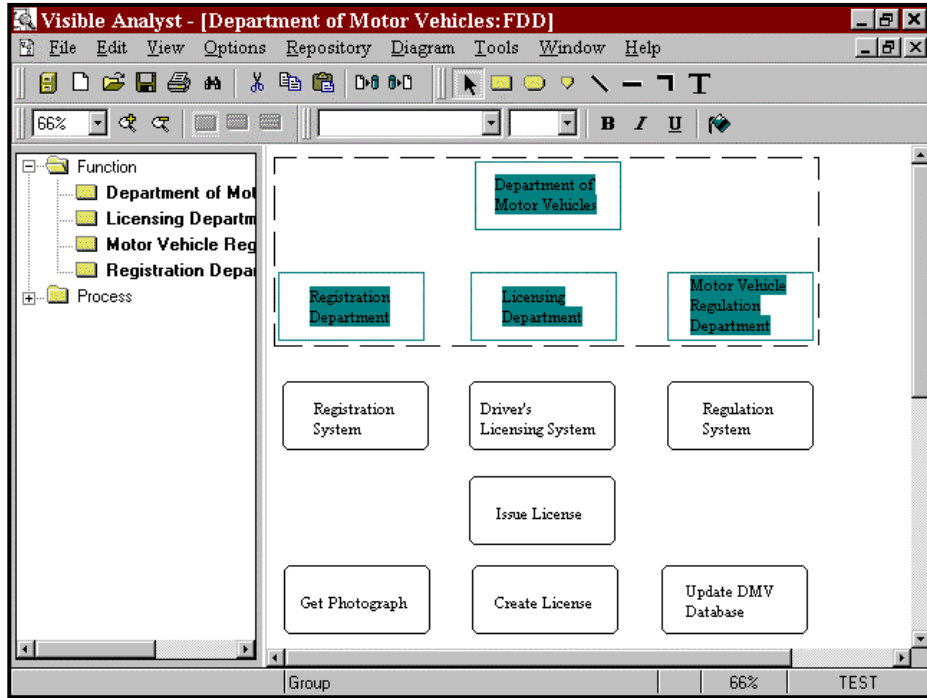 Visible Analyst - [Department of Motor Vehicles:FDD]
File Edit View Options Repository Diagram Tools Window Help
T
66% B I U
Function
Department of Mot
Licensing Departm
Motor Vehicle Reg
Registration Depar
Process
Department of
Motor Vehicles
Registration
Department
Licensing
Department
Motor Vehicle
Regulation
Department
Registration
System
Driver's
Licensing System
Regulation
System
Issue License
Get Photograph
Create License
Update DMV
Database
Group 66% TEST